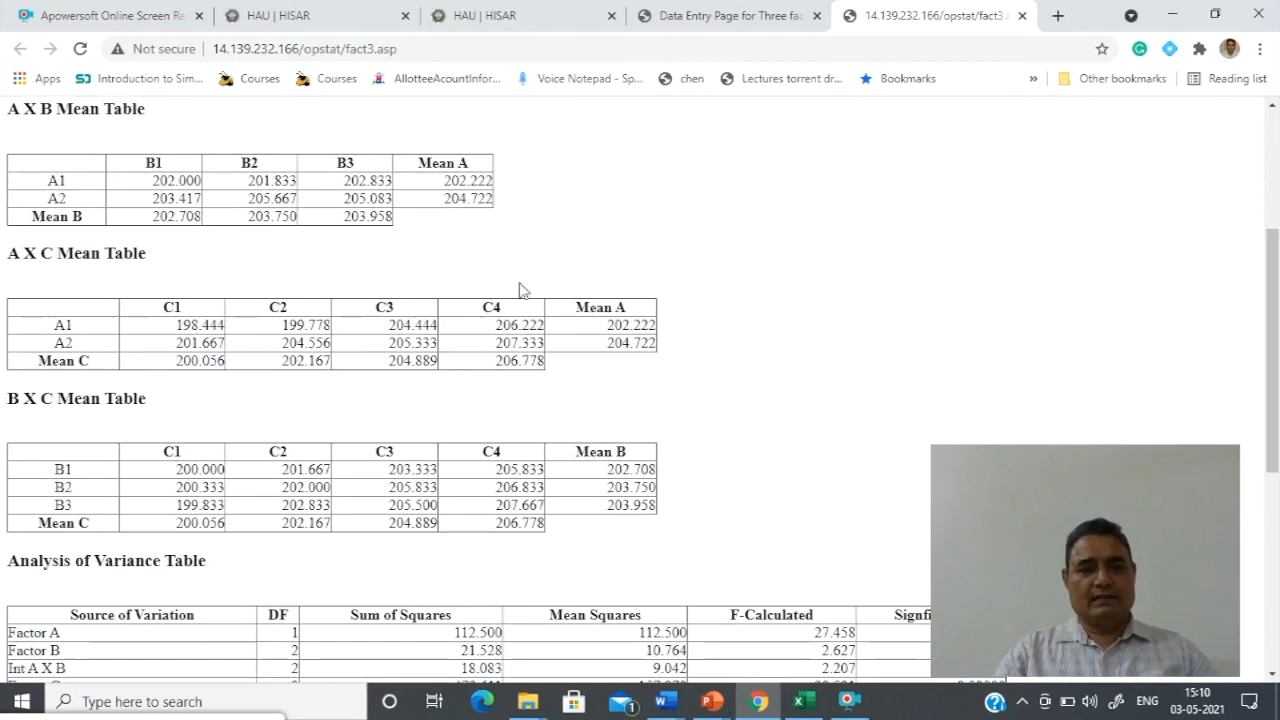 Apowersoft Online Screen Re
HAU | HISAR
HAU | HISAR
Data Entry Page for Three fac
14.139.232.166/opstat/fact3.
Not secure 14.139.232.166/opstat/fact3.asp
Apps Introduction to Sim... Courses Courses AllotteeAcountInfor... Voice Notepad - Sp... chen Lectures torrent dr... Bookmarks » Other bookmarks Reading list
A X B Mean Table
B1 B2 B3 Mean A
A1 202.000 201.833 202.833 202.222
A2 203.417 205.667 205.083 204.722
Mean B 202.708 203.750 203.958
A X C Mean Table
C1 C2 C3 C4 Mean A
A1 198.444 199.778 204.444 206.222 202.222
A2 201.667 204.556 205.333 207.333 204.722
Mean C 200.056 202.167 204.889 206.778
B X C Mean Table
C1 C2 C3 C4 Mean B
B1 200.000 201.667 203.333 205.833 202.708
B2 200.333 202.000 205.833 206.833 203.750
B3 199.833 202.833 205.500 207.667 203.958
Mean C 200.056 202.167 204.889 206.778
Analysis of Variance Table
Source of Variation DF Sum of Squares Mean Squares F-Calculated Signfi
Factor A 1 112.500 112.500 27.458
Factor B 2 21.528 10.764 2.627
Int A X B 2 18.083 9.042 2.207
Type here to search
1
ENG
15:10
03-05-2021